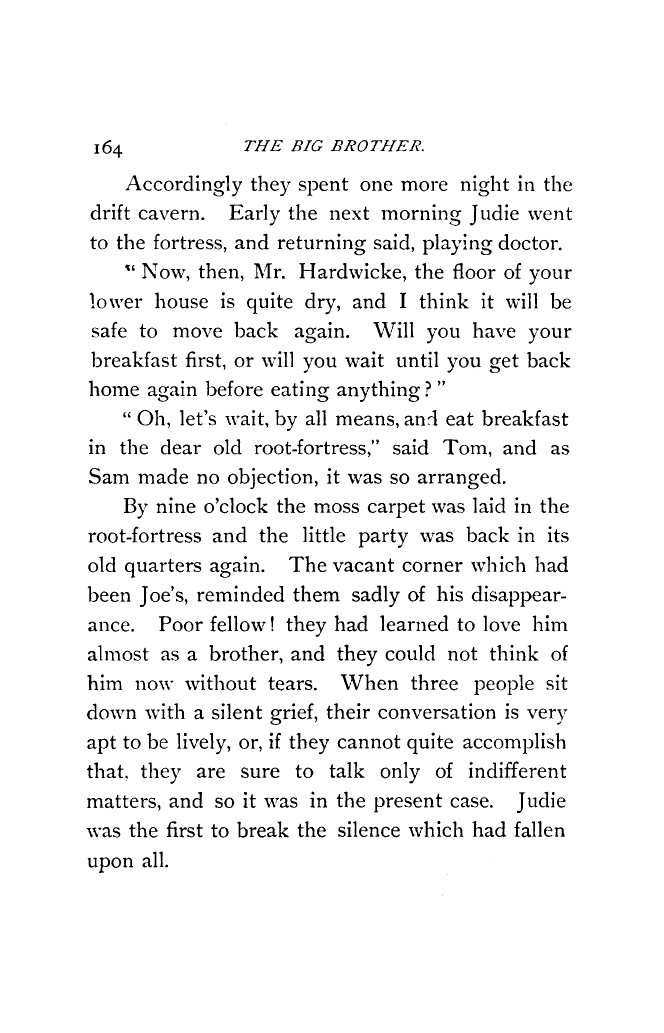 164 THE BIG BROTHER.
Accordingly they spent one more night in the
drift cavern. Early the next morning Judie went
to the fortress, and returning said, playing doctor.
" Now, then, Mr. Hardwicke, the floor of your
lower house is quite dry, and I think it will be
safe to move back again. Will you have your
breakfast first, or will you wait until you get back
home again before eating anything ? "
" Oh, let's wait, by all means, and eat breakfast
in the dear old root-fortress," said Tom, and as
Sam made no objection, it was so arranged.
By nine o'clock the moss carpet was laid in the
root-fortress and the little party was back in its
old quarters again. The vacant corner which had
been Joe's, reminded them sadly of his disappear-
ance. Poor fellow! they had learned to love him
almost as a brother, and they could not think of
him now without tears. When three people sit
down with a silent grief, their conversation is very
apt to be lively, or, if they cannot quite accomplish
that, they are sure to talk only of indifferent
matters, and so it was in the present case. Judie
was the first to break the silence which had fallen
upon all.